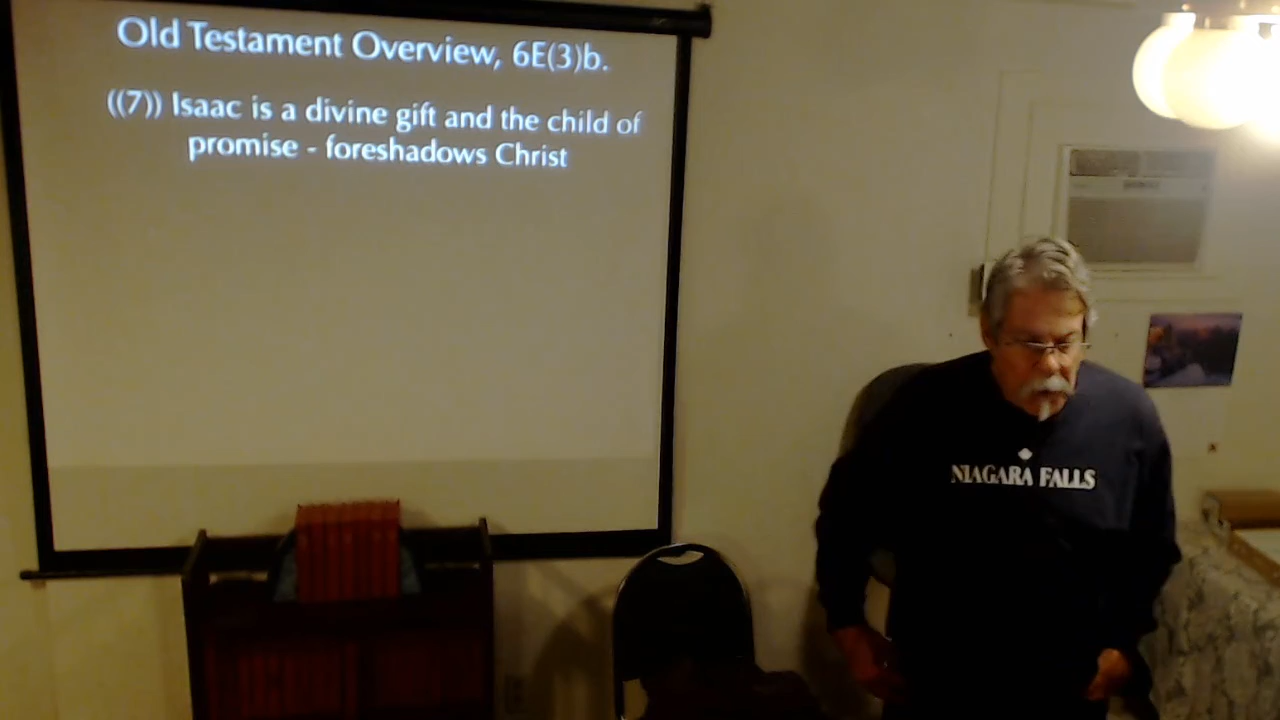 Old Testament Overview, 6E(3)b.
((7)) Isaac is a divine gift and the child of
promise - foreshadows Christ
NIAGARA FALLS